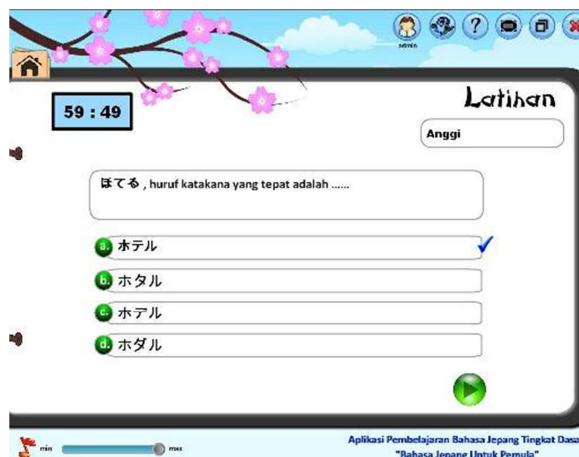 admin
Latihan
59 : 49
Anggi
ほてる , huruf katakana yang tepat adalah ......
a. ホテル
b. ホタル
c. ホデル
d. ホダル
min
max
Aplikasi Pembelajaran Bahasa Jepang Tingkat Dasa
"Bahasa Jepang Untuk Pemula"